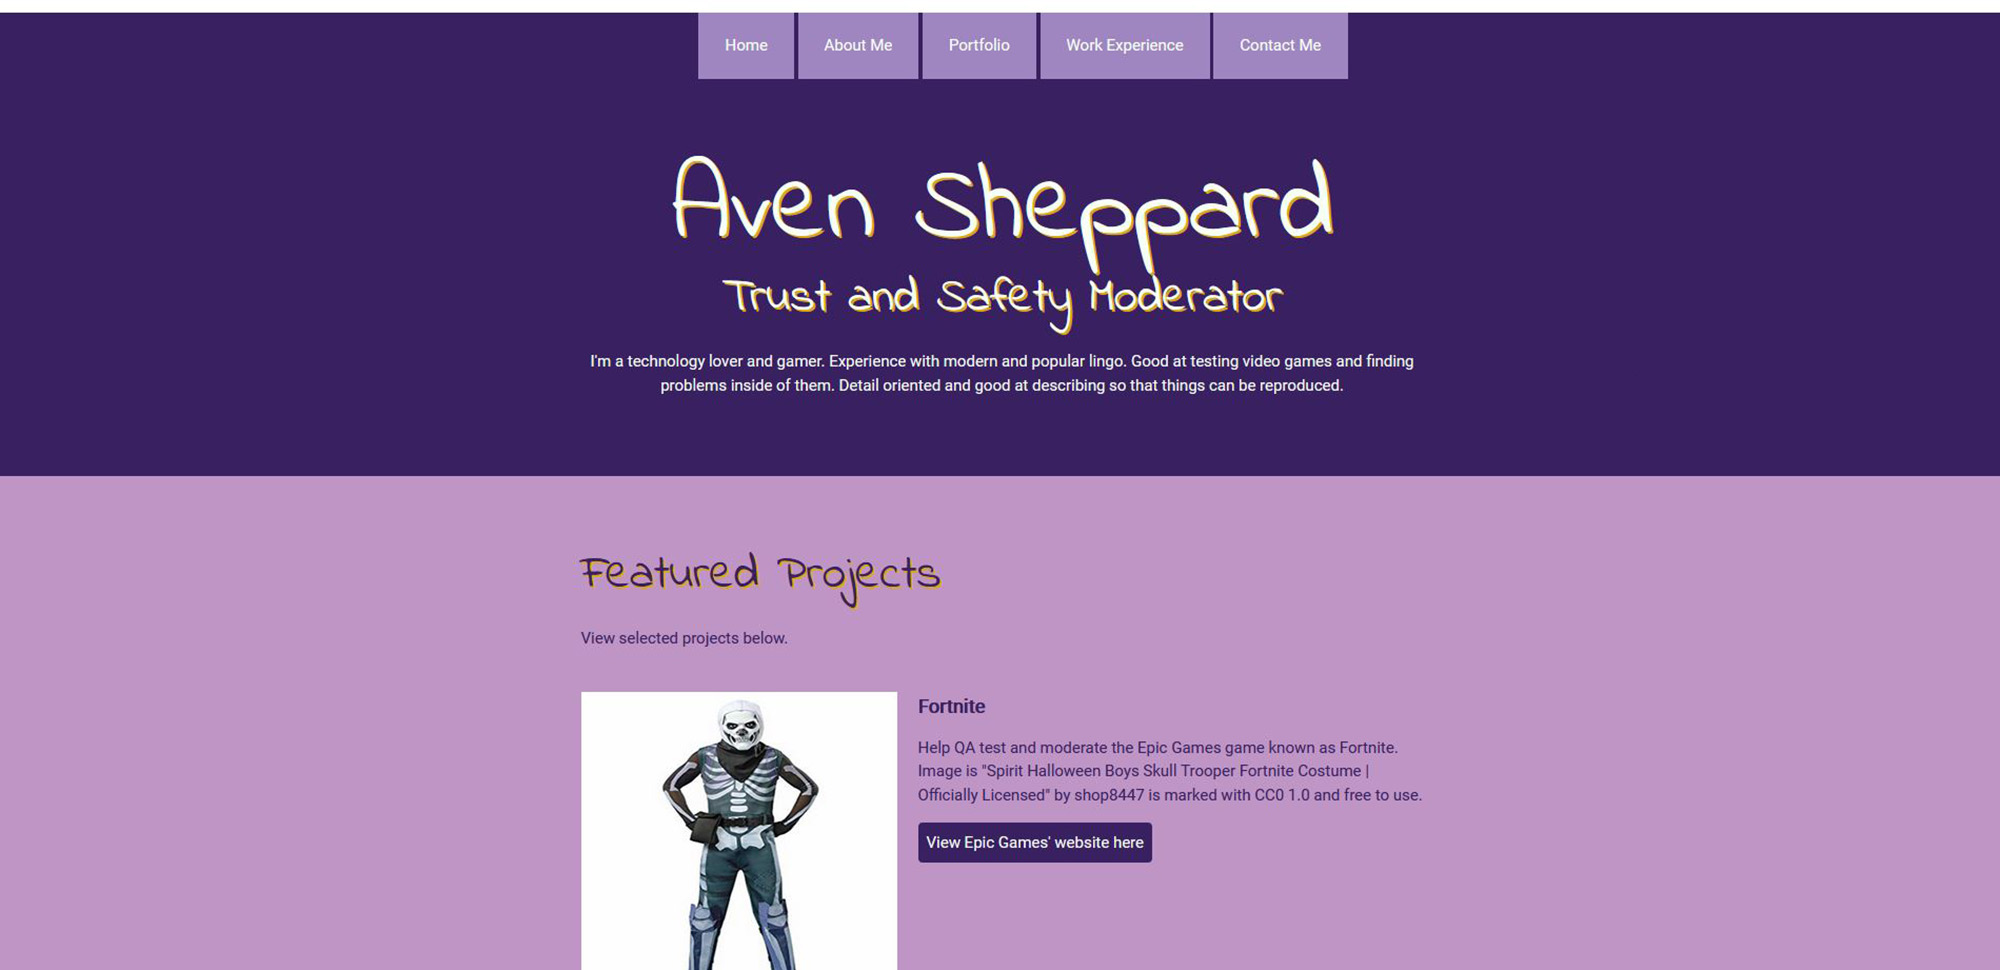 Home About Me Portfolio Work Experience Contact Me
Aven Sheppard
Trust and Safety Moderator
I'm a technology lover and gamer. Experience with modern and popular lingo. Good at testing video games and finding
problems inside of them. Detail oriented and good at describing so that things can be reproduced.
Featured Projects
View selected projects below.
Fortnite
Help QA test and moderate the Epic Games game known as Fortnite.
Image is "Spirit Halloween Boys Skull Trooper Fortnite Costume |
Officially Licensed" by shop8447 is marked with CC0 1.0 and free to use.
View Epic Games' website here